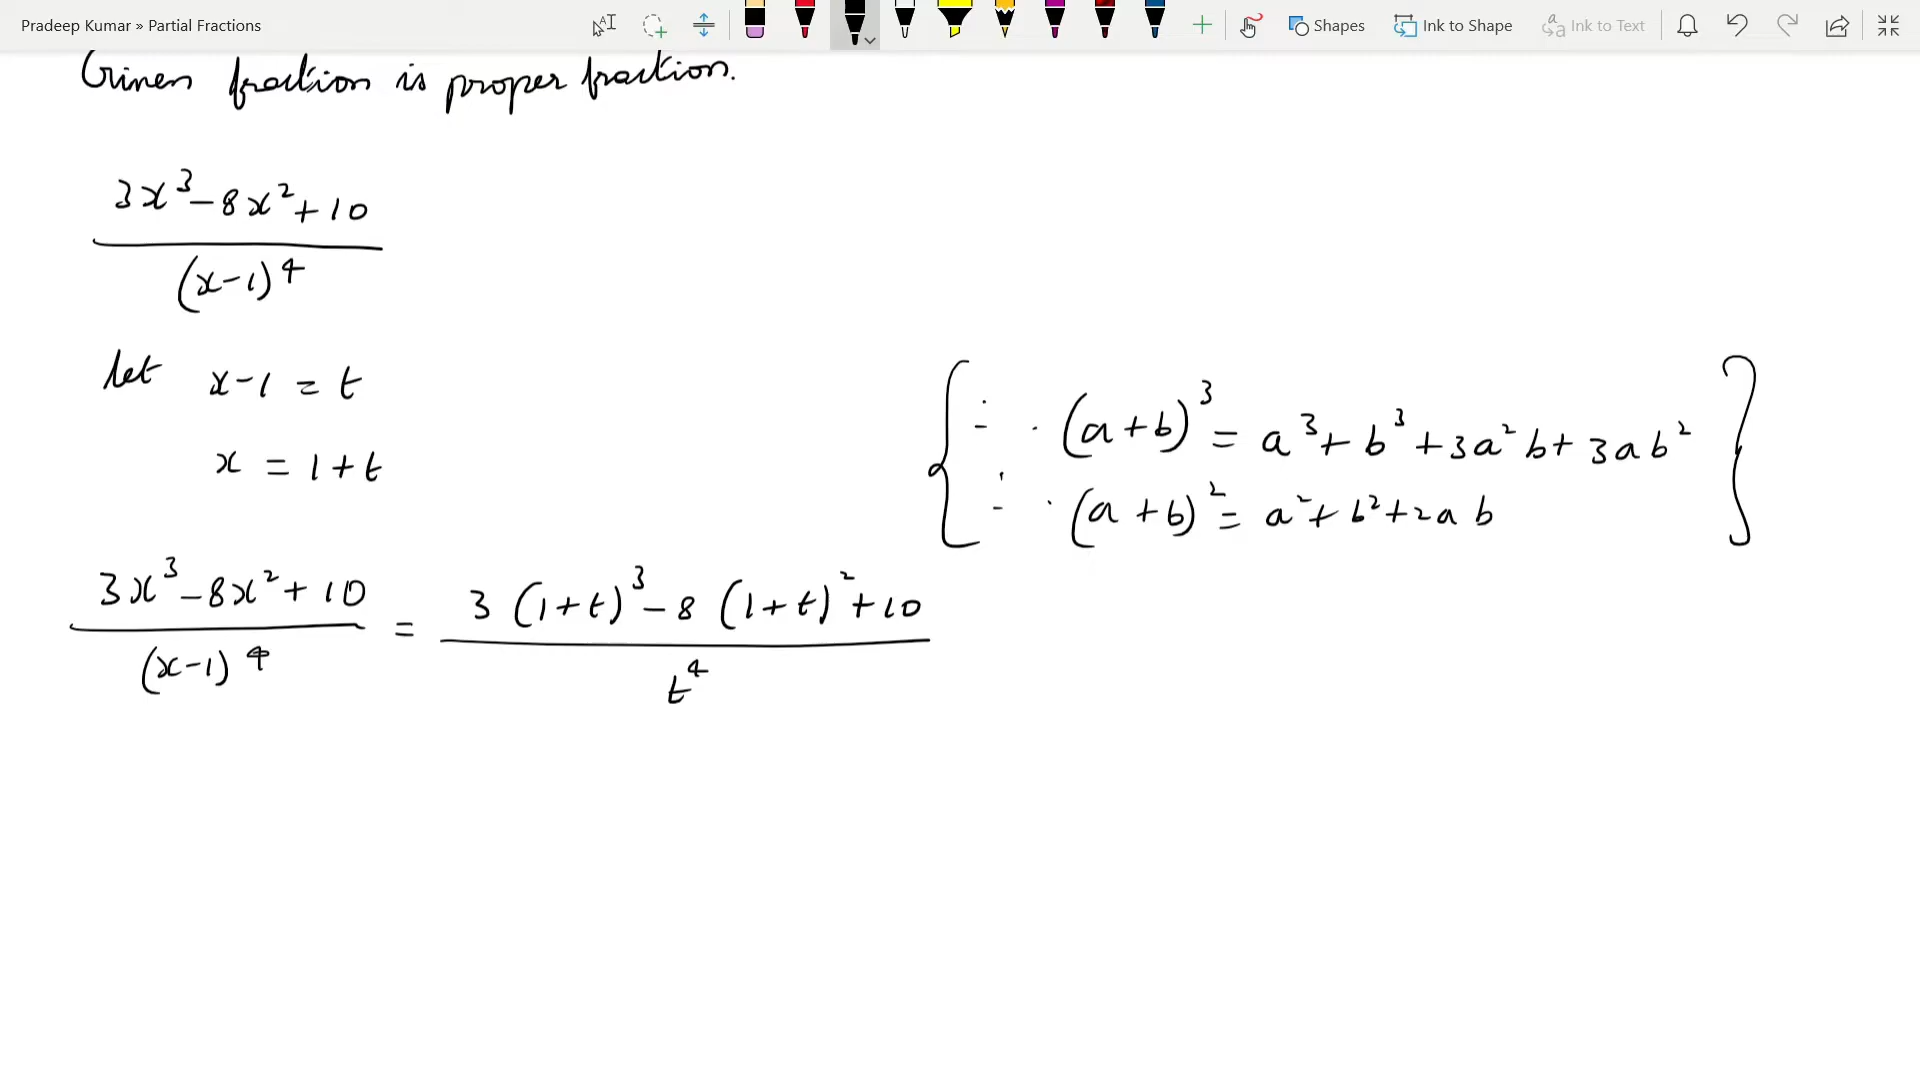 Pradeep Kumar » Partial Fractions
Shapes
Ink to Shape
Ink to Text
Given fraction is proper fraction.
3x³-8x²+10
(x-1)⁴
let x-1 = t
x = 1+t
{ ∵ (a+b)³ = a³+b³+3a²b+3ab²
∵ (a+b)² = a²+b²+2ab }
3x³-8x²+10 = 3(1+t)³-8(1+t)²+10
(x-1)⁴ t⁴